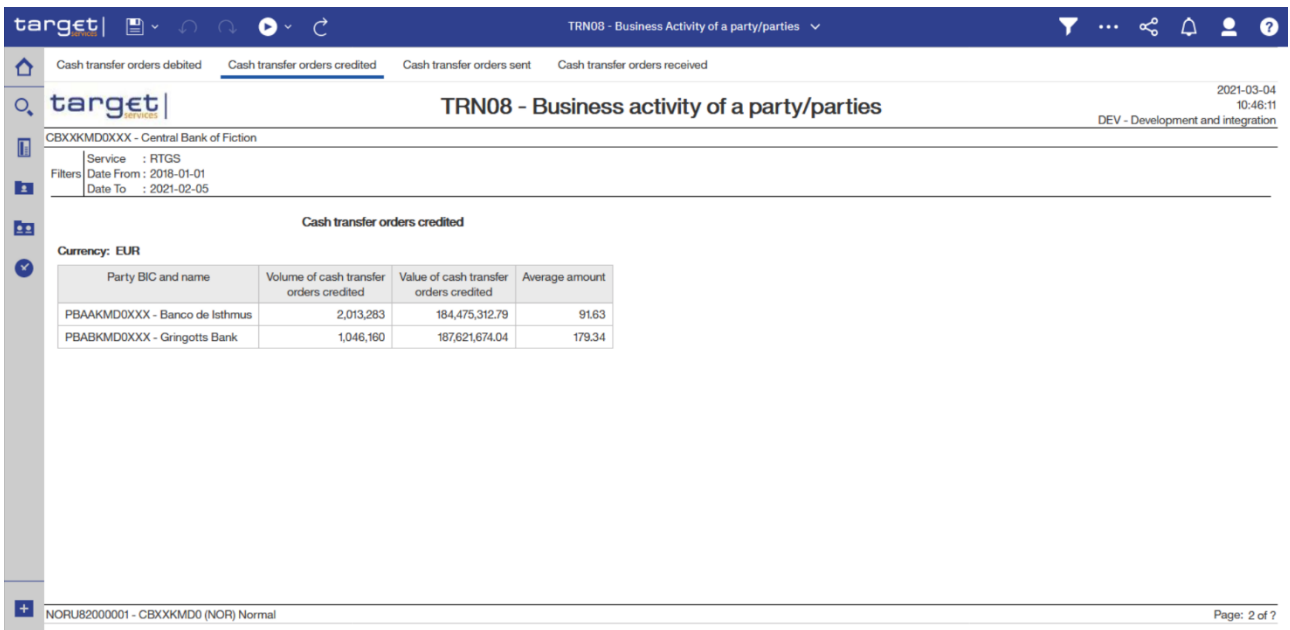 target|
services
TRN08 - Business Activity of a party/parties
?
Cash transfer orders debited Cash transfer orders credited Cash transfer orders sent Cash transfer orders received
target|
services
TRN08 - Business activity of a party/parties
2021-03-04
10:46:11
DEV - Development and integration
CBXXKMD0XXX - Central Bank of Fiction
Filters
Service : RTGS
Date From : 2018-01-01
Date To : 2021-02-05
Cash transfer orders credited
Currency: EUR
Party BIC and name Volume of cash transfer orders credited Value of cash transfer orders credited Average amount
PBAAKMD0XXX - Banco de Isthmus 2,013,283 184,475,312.79 91.63
PBABKMD0XXX - Gringotts Bank 1,046,160 187,621,674.04 179.34
NORU82000001 - CBXXKMD0 (NOR) Normal Page: 2 of ?